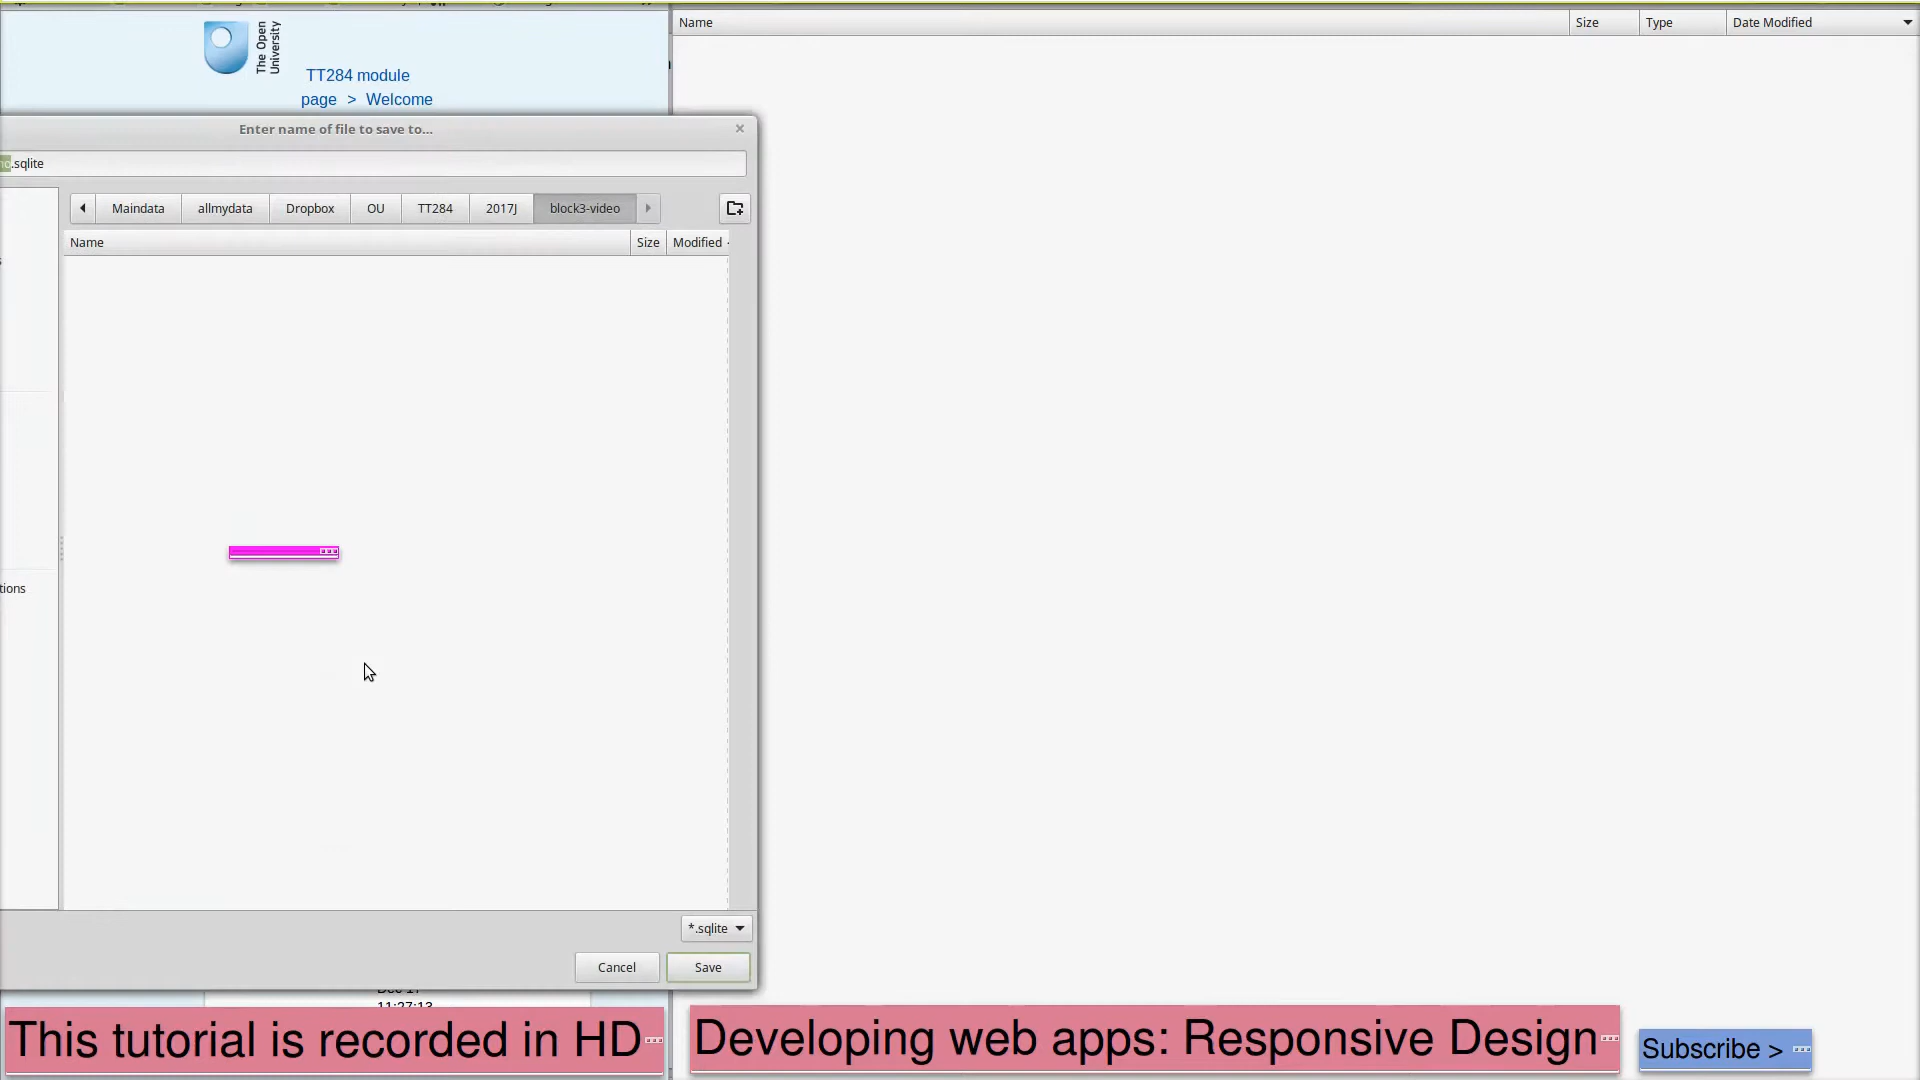 The Open
University
TT284 module
page > Welcome
Name Size Type Date Modified
Enter name of file to save to...
.sqlite
Maindata allmydata Dropbox OU TT284 2017J block3-video
Name Size Modified
tions
*.sqlite
Cancel Save
This tutorial is recorded in HD
Developing web apps: Responsive Design
Subscribe >